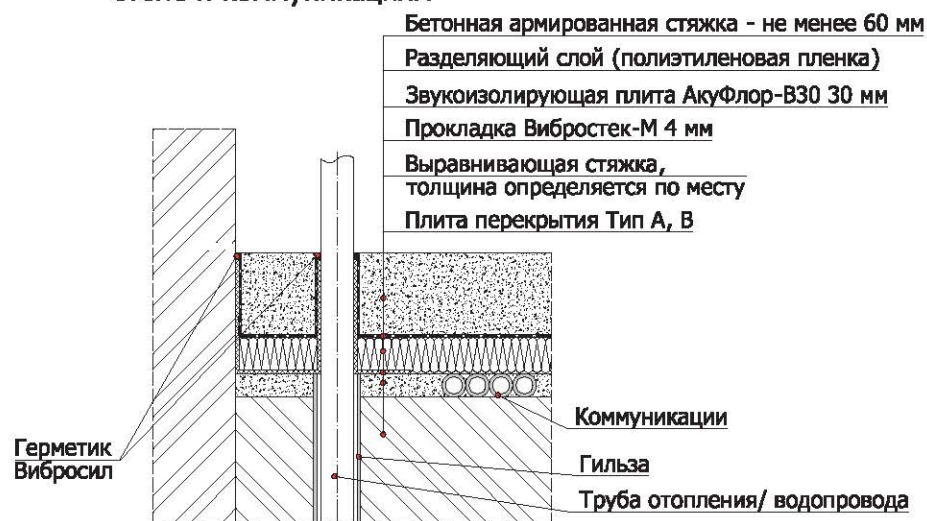 Бетонная армированная стяжка - не менее 60 мм
Разделяющий слой (полиэтиленовая пленка)
Звукоизолирующая плита АкуФлор-В30 30 мм
Прокладка Вибростек-М 4 мм
Выравнивающая стяжка,
толщина определяется по месту
Плита перекрытия Тип А, В
Коммуникации
Герметик
Вибросил
Гильза
Труба отопления/ водопровода